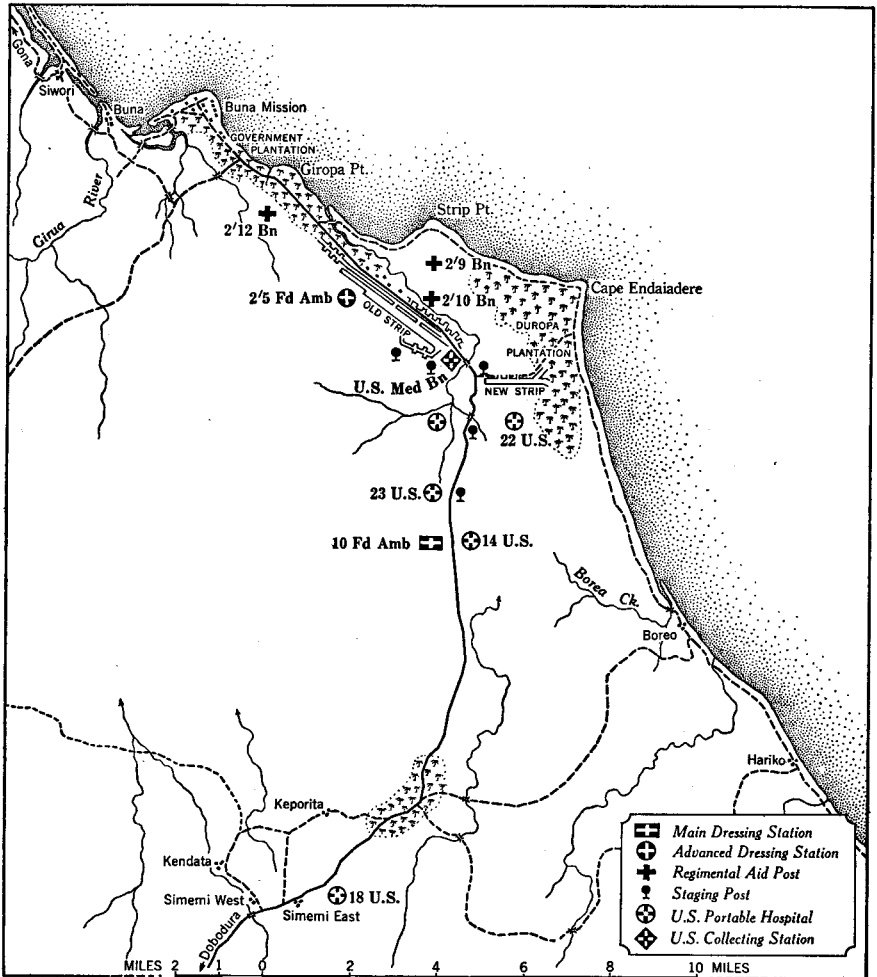 Gona
Siwori
Buna
Buna Mission
GOVERNMENT
PLANTATION
Giropa Pt.
River
Girua
2/12 Bn
Strip Pt.
2/9 Bn
2/10 Bn
Cape Endaiadere
2/5 Fd Amb
OLD STRIP
DUROPA
PLANTATION
U.S. Med Bn
NEW STRIP
22 U.S.
23 U.S.
10 Fd Amb
14 U.S.
Borea Ck.
Boreo
Hariko
Keporita
Kendata
Simemi West
Simemi East
18 U.S.
Dobodura
Main Dressing Station
Advanced Dressing Station
Regimental Aid Post
Staging Post
U.S. Portable Hospital
U.S. Collecting Station
MILES 2 1 0 2 4 6 8 10 MILES